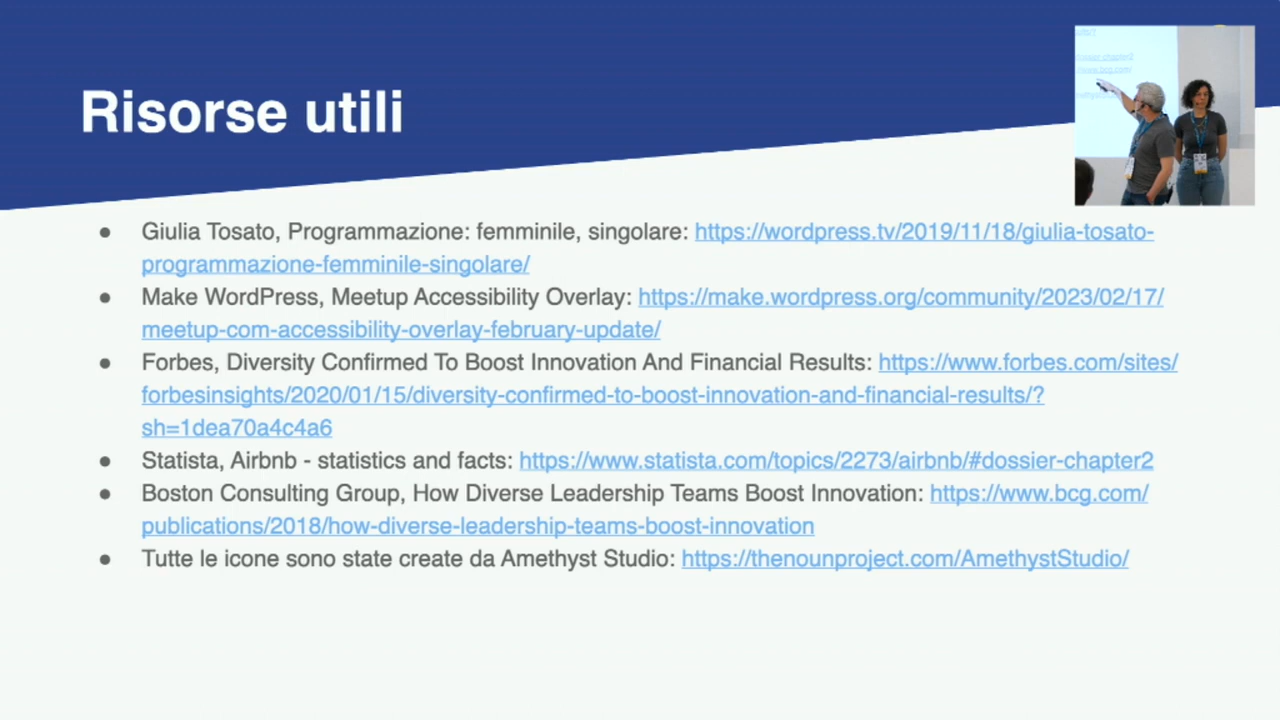 Risorse utili
● Giulia Tosato, Programmazione: femminile, singolare: https://wordpress.tv/2019/11/18/giulia-tosato-
programmazione-femminile-singolare/
● Make WordPress, Meetup Accessibility Overlay: https://make.wordpress.org/community/2023/02/17/
meetup-com-accessibility-overlay-february-update/
● Forbes, Diversity Confirmed To Boost Innovation And Financial Results: https://www.forbes.com/sites/
forbesinsights/2020/01/15/diversity-confirmed-to-boost-innovation-and-financial-results/?
sh=1dea70a4c4a6
● Statista, Airbnb - statistics and facts: https://www.statista.com/topics/2273/airbnb/#dossier-chapter2
● Boston Consulting Group, How Diverse Leadership Teams Boost Innovation: https://www.bcg.com/
publications/2018/how-diverse-leadership-teams-boost-innovation
● Tutte le icone sono state create da Amethyst Studio: https://thenounproject.com/AmethystStudio/